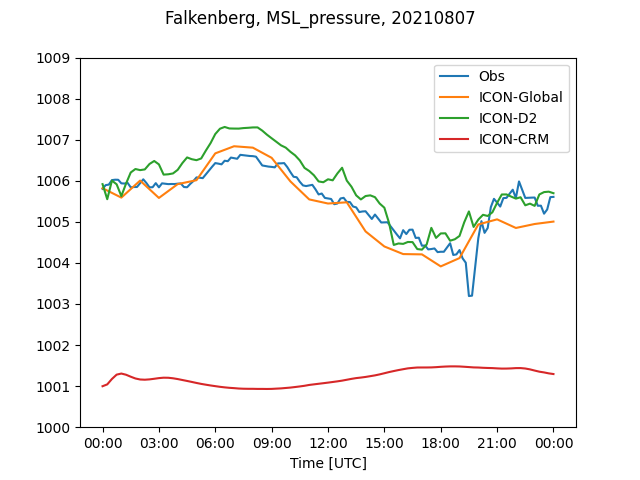 Falkenberg, MSL_pressure, 20210807
1009
1008
1007
1006
1005
1004
1003
1002
1001
1000
Obs
ICON-Global
ICON-D2
ICON-CRM
00:00 03:00 06:00 09:00 12:00 15:00 18:00 21:00 00:00
Time [UTC]